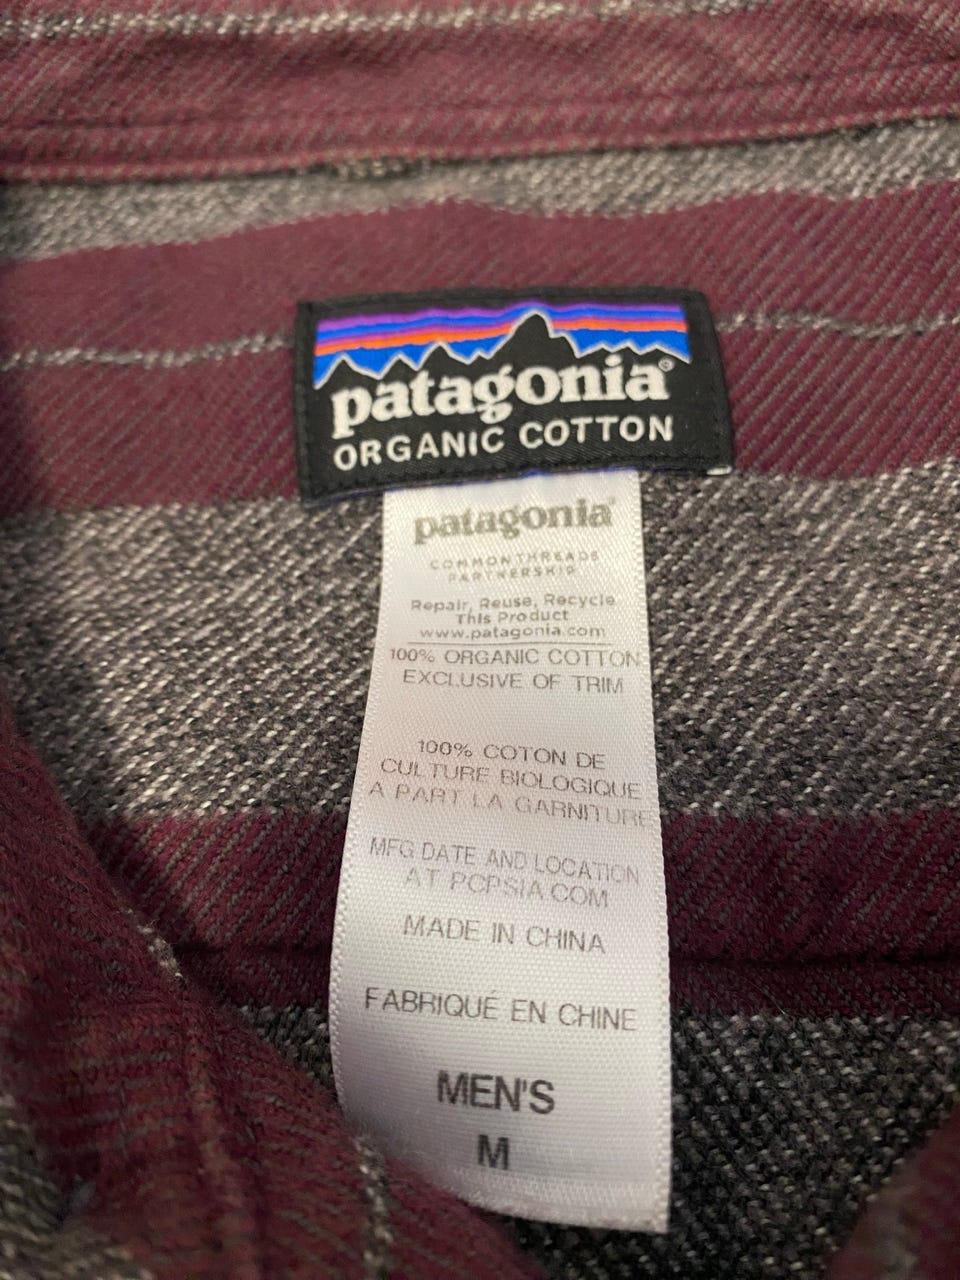 patagonia®
ORGANIC COTTON
patagonia®
COMMON THREADS
PARTNERSHIP
Repair, Reuse, Recycle
This Product
www.patagonia.com
100% ORGANIC COTTON
EXCLUSIVE OF TRIM
100% COTON DE
CULTURE BIOLOGIQUE
A PART LA GARNITURE
MFG DATE AND LOCATION
AT PCPSIA.COM
MADE IN CHINA
FABRIQUÉ EN CHINE
MEN'S
M